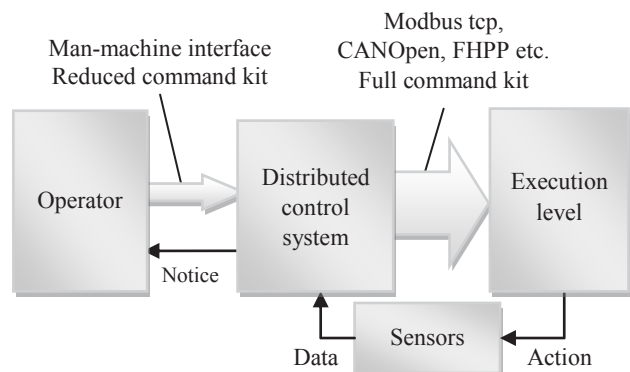 Man-machine interface
Reduced command kit
Modbus tcp,
CANOpen, FHPP etc.
Full command kit
Operator
Distributed
control
system
Execution
level
Notice
Sensors
Data
Action